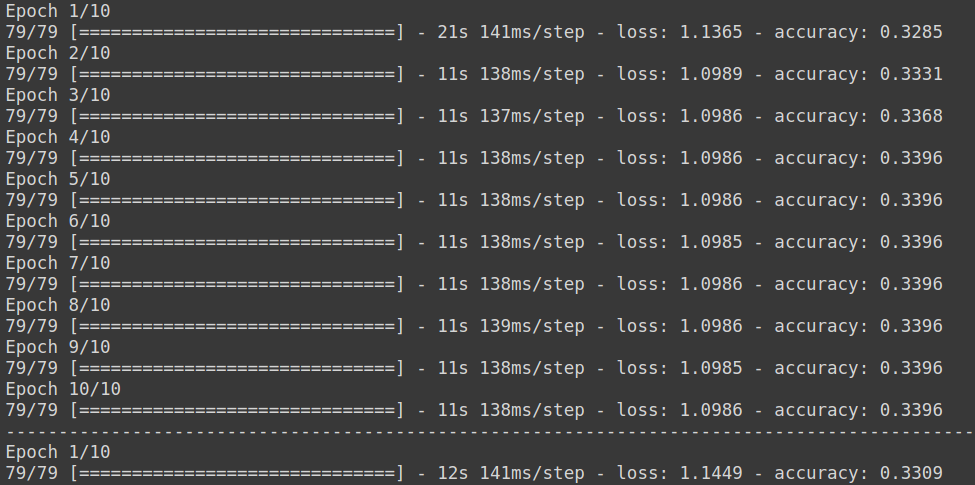 Epoch 1/10
79/79 [==============================] - 21s 141ms/step - loss: 1.1365 - accuracy: 0.3285
Epoch 2/10
79/79 [==============================] - 11s 138ms/step - loss: 1.0989 - accuracy: 0.3331
Epoch 3/10
79/79 [==============================] - 11s 137ms/step - loss: 1.0986 - accuracy: 0.3368
Epoch 4/10
79/79 [==============================] - 11s 138ms/step - loss: 1.0986 - accuracy: 0.3396
Epoch 5/10
79/79 [==============================] - 11s 138ms/step - loss: 1.0986 - accuracy: 0.3396
Epoch 6/10
79/79 [==============================] - 11s 138ms/step - loss: 1.0985 - accuracy: 0.3396
Epoch 7/10
79/79 [==============================] - 11s 138ms/step - loss: 1.0986 - accuracy: 0.3396
Epoch 8/10
79/79 [==============================] - 11s 139ms/step - loss: 1.0986 - accuracy: 0.3396
Epoch 9/10
79/79 [==============================] - 11s 138ms/step - loss: 1.0985 - accuracy: 0.3396
Epoch 10/10
79/79 [==============================] - 11s 138ms/step - loss: 1.0986 - accuracy: 0.3396
--------------------------------------------------------------------------------------------
Epoch 1/10
79/79 [==============================] - 12s 141ms/step - loss: 1.1449 - accuracy: 0.3309